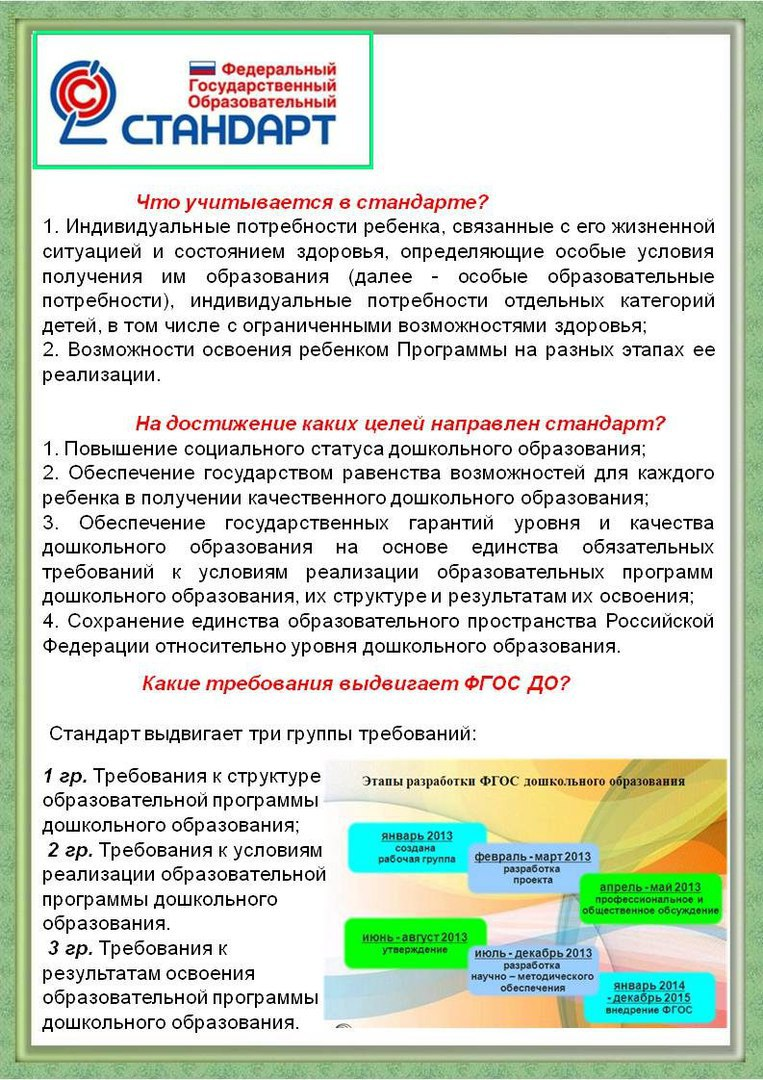 Федеральный
Государственный
Образовательный
СТАНДАРТ
Что учитывается в стандарте?
1. Индивидуальные потребности ребенка, связанные с его жизненной
ситуацией и состоянием здоровья, определяющие особые условия
получения им образования (далее - особые образовательные
потребности), индивидуальные потребности отдельных категорий
детей, в том числе с ограниченными возможностями здоровья;
2. Возможности освоения ребенком Программы на разных этапах ее
реализации.
На достижение каких целей направлен стандарт?
1. Повышение социального статуса дошкольного образования;
2. Обеспечение государством равенства возможностей для каждого
ребенка в получении качественного дошкольного образования;
3. Обеспечение государственных гарантий уровня и качества
дошкольного образования на основе единства обязательных
требований к условиям реализации образовательных программ
дошкольного образования, их структуре и результатам их освоения;
4. Сохранение единства образовательного пространства Российской
Федерации относительно уровня дошкольного образования.
Какие требования выдвигает ФГОС ДО?
Стандарт выдвигает три группы требований:
1 гр. Требования к структуре
образовательной программы
дошкольного образования;
2 гр. Требования к условиям
реализации образовательной
программы дошкольного
образования.
3 гр. Требования к
результатам освоения
образовательной программы
дошкольного образования.
Этапы разработки ФГОС дошкольного образования
январь 2013
создана
рабочая группа
февраль - март 2013
разработка
проекта
апрель - май 2013
профессиональное и
общественное обсуждение
июнь - август 2013
утверждение
июль - декабрь 2013
разработка
научно – методического
обеспечения
январь 2014
- декабрь 2015
внедрение ФГОС